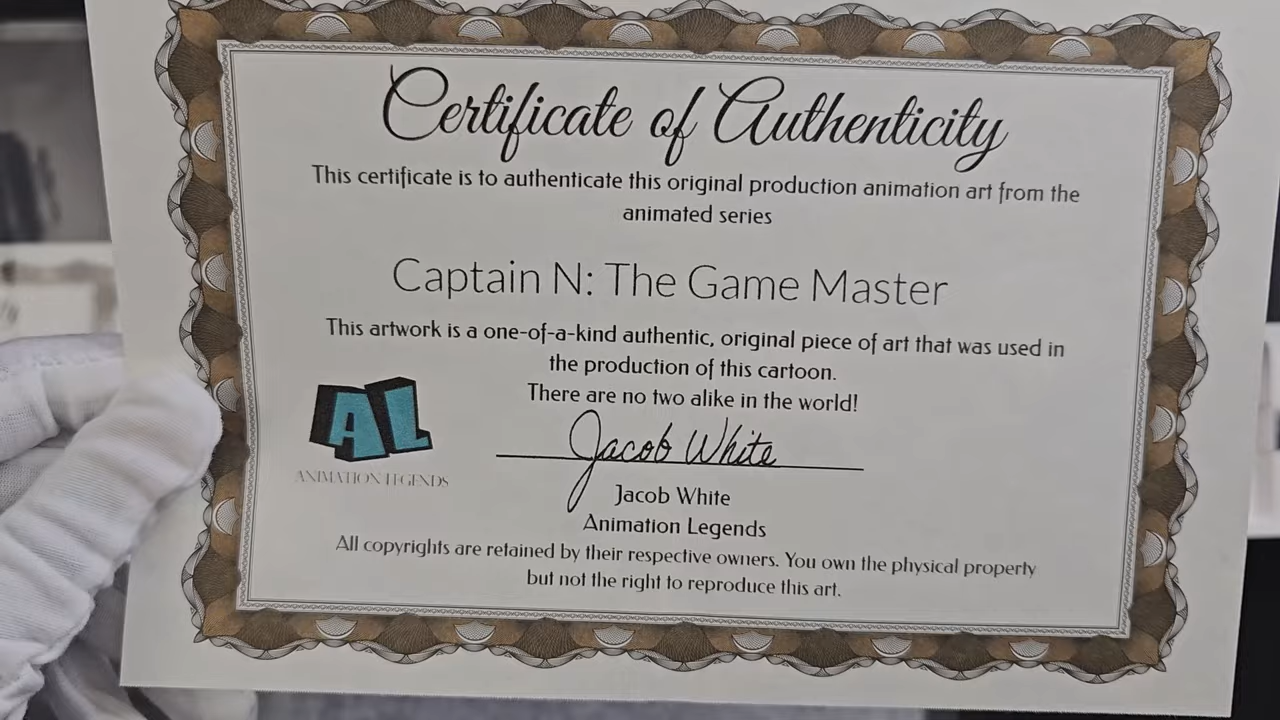 Certificate of Authenticity
This certificate is to authenticate this original production animation art from the
animated series
Captain N: The Game Master
This artwork is a one-of-a-kind authentic, original piece of art that was used in
the production of this cartoon.
There are no two alike in the world!
AL
ANIMATION LEGENDS
Jacob White
Jacob White
Animation Legends
All copyrights are retained by their respective owners. You own the physical property
but not the right to reproduce this art.